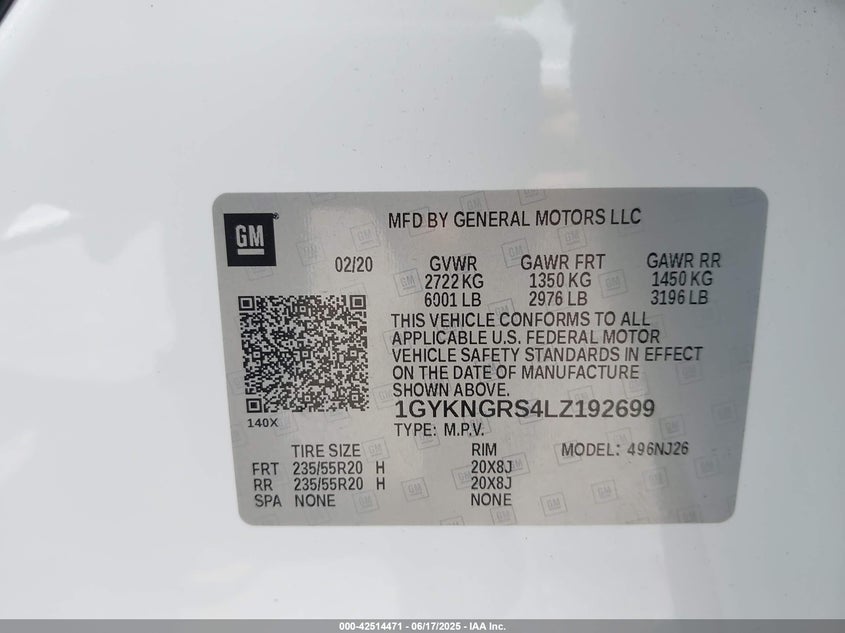 GM
®
MFD BY GENERAL MOTORS LLC
02/20 GVWR GAWR FRT GAWR RR
2722 KG 1350 KG 1450 KG
6001 LB 2976 LB 3196 LB
THIS VEHICLE CONFORMS TO ALL
APPLICABLE U.S. FEDERAL MOTOR
VEHICLE SAFETY STANDARDS IN EFFECT
ON THE DATE OF MANUFACTURE
SHOWN ABOVE.
1GYKNGRS4LZ192699
140X
TYPE: M.P.V.
TIRE SIZE RIM MODEL: 496NJ26
FRT 235/55R20 H 20X8J
RR 235/55R20 H 20X8J
SPA NONE NONE
000-42514471 - 06/17/2025 - IAA Inc.